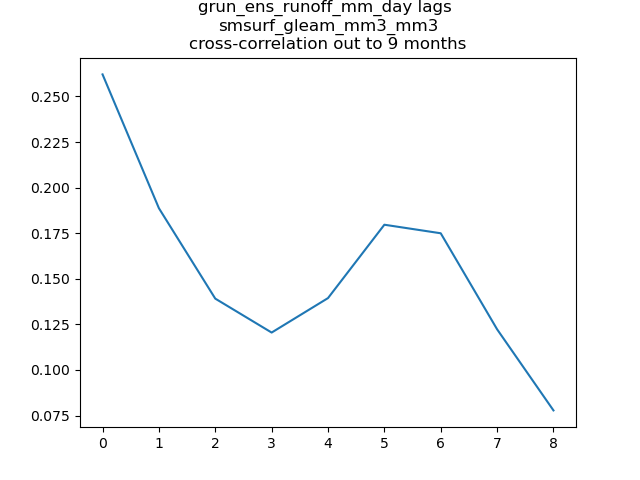 grun_ens_runoff_mm_day lags
smsurf_gleam_mm3_mm3
cross-correlation out to 9 months
0.250
0.225
0.200
0.175
0.150
0.125
0.100
0.075
0 1 2 3 4 5 6 7 8